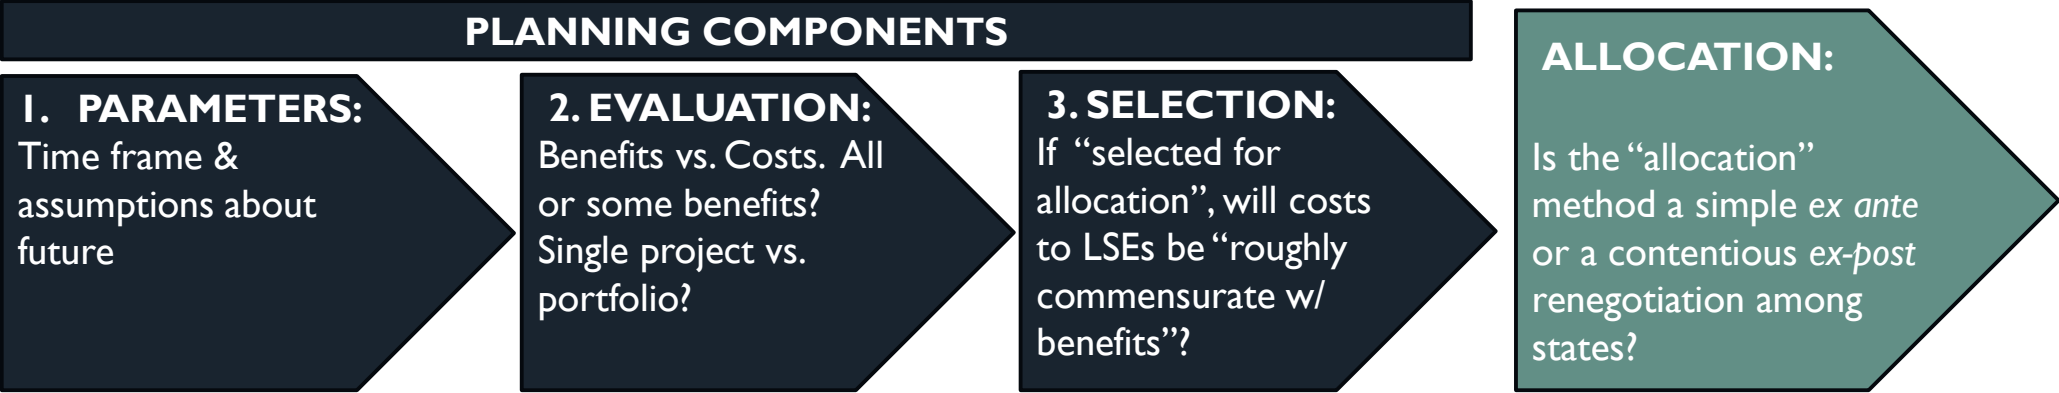 PLANNING COMPONENTS
1. PARAMETERS:
Time frame &
assumptions about
future
2. EVALUATION:
Benefits vs. Costs. All
or some benefits?
Single project vs.
portfolio?
3. SELECTION:
If “selected for
allocation”, will costs
to LSEs be “roughly
commensurate w/
benefits”?
ALLOCATION:
Is the “allocation”
method a simple ex ante
or a contentious ex-post
renegotiation among
states?